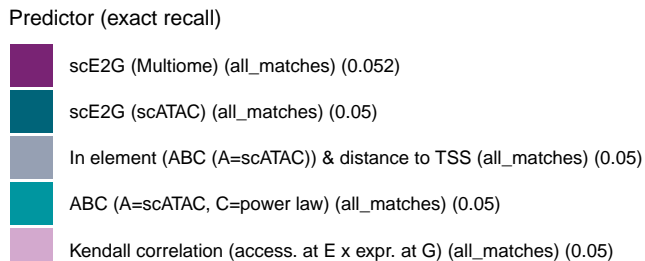 Predictor (exact recall)
scE2G (Multiome) (all_matches) (0.052)
scE2G (scATAC) (all_matches) (0.05)
In element (ABC (A=scATAC)) & distance to TSS (all_matches) (0.05)
ABC (A=scATAC, C=power law) (all_matches) (0.05)
Kendall correlation (access. at E x expr. at G) (all_matches) (0.05)